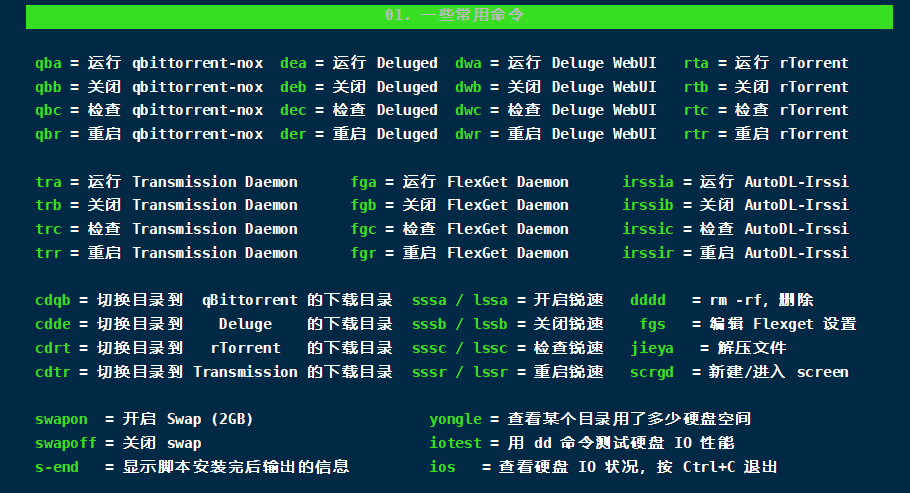 01. 一些常用命令
qba = 运行 qbittorrent-nox dea = 运行 Deluged dwa = 运行 Deluge WebUI rta = 运行 rTorrent
qbb = 关闭 qbittorrent-nox deb = 关闭 Deluged dwb = 关闭 Deluge WebUI rtb = 关闭 rTorrent
qbc = 检查 qbittorrent-nox dec = 检查 Deluged dwc = 检查 Deluge WebUI rtc = 检查 rTorrent
qbr = 重启 qbittorrent-nox der = 重启 Deluged dwr = 重启 Deluge WebUI rtr = 重启 rTorrent
tra = 运行 Transmission Daemon fga = 运行 FlexGet Daemon irssia = 运行 AutoDL-Irssi
trb = 关闭 Transmission Daemon fgb = 关闭 FlexGet Daemon irssib = 关闭 AutoDL-Irssi
trc = 检查 Transmission Daemon fgc = 检查 FlexGet Daemon irssic = 检查 AutoDL-Irssi
trr = 重启 Transmission Daemon fgr = 重启 FlexGet Daemon irssir = 重启 AutoDL-Irssi
cdqb = 切换目录到 qBittorrent 的下载目录 sssa / lssa = 开启锐速 dddd = rm -rf, 删除
cdde = 切换目录到 Deluge 的下载目录 sssb / lssb = 关闭锐速 fgs = 编辑 Flexget 设置
cdrt = 切换目录到 rTorrent 的下载目录 sssc / lssc = 检查锐速 jieya = 解压文件
cdtr = 切换目录到 Transmission 的下载目录 sssr / lssr = 重启锐速 scrgd = 新建/进入 screen
swapon = 开启 Swap (2GB) yongle = 查看某个目录用了多少硬盘空间
swapoff = 关闭 swap iotest = 用 dd 命令测试硬盘 IO 性能
s-end = 显示脚本安装完后输出的信息 ios = 查看硬盘 IO 状况, 按 Ctrl+C 退出